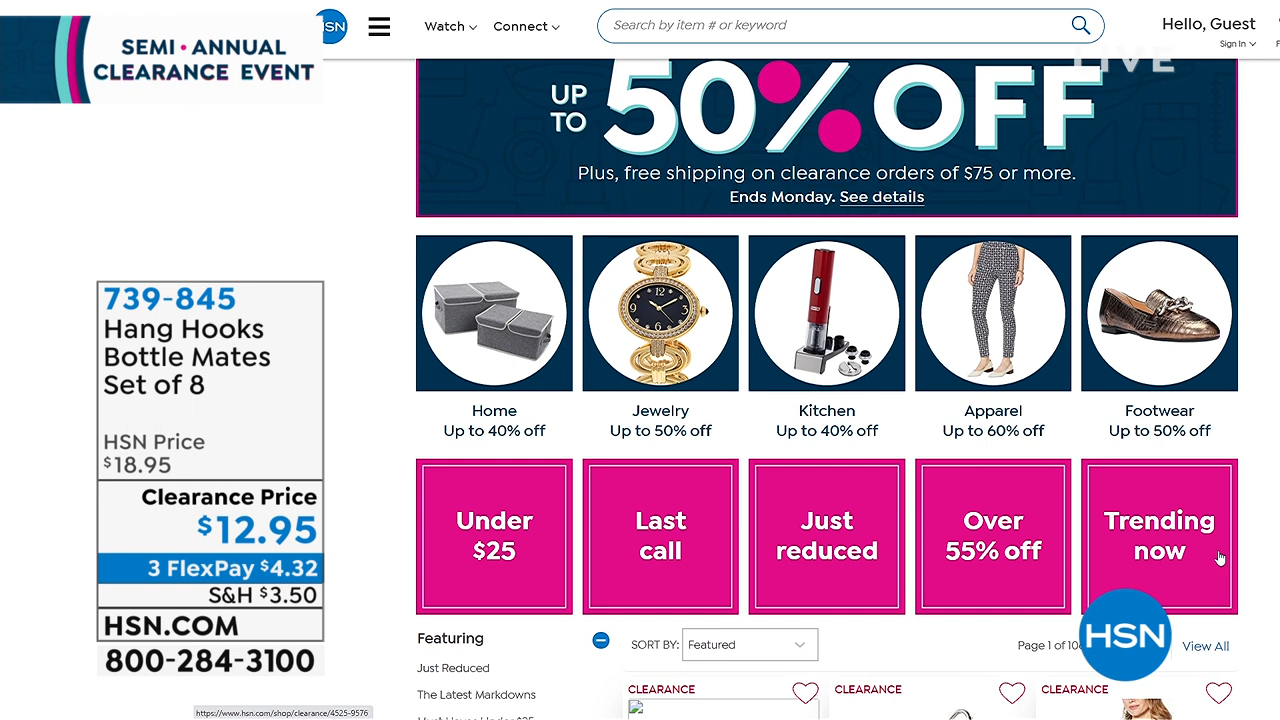 SEMI • ANNUAL
CLEARANCE EVENT
HSN
Watch
Connect
Search by item # or keyword
Hello, Guest
Sign In
LIVE
UP
TO
50% OFF
Plus, free shipping on clearance orders of $75 or more.
Ends Monday. See details
739-845
Hang Hooks
Bottle Mates
Set of 8
HSN Price
$18.95
Clearance Price
$12.95
3 FlexPay $4.32
S&H $3.50
HSN.COM
800-284-3100
12
Home
Up to 40% off
Jewelry
Up to 50% off
Kitchen
Up to 40% off
Apparel
Up to 60% off
Footwear
Up to 50% off
Under
$25
Last
call
Just
reduced
Over
55% off
Trending
now
Featuring
Just Reduced
The Latest Markdowns
SORT BY: Featured
Page 1 of
View All
HSN
CLEARANCE
CLEARANCE
CLEARANCE
https://www.hsn.com/shop/clearance/4525-9576